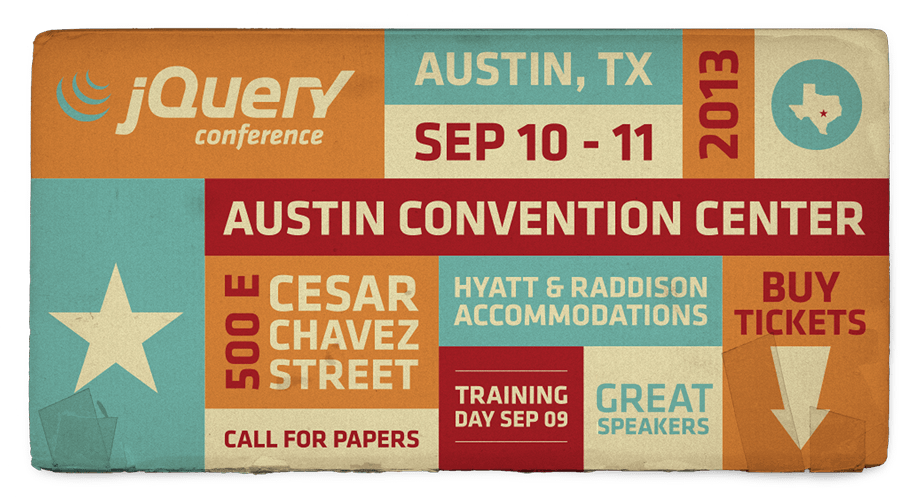 jQuery
conference
AUSTIN, TX
SEP 10 - 11
2013
AUSTIN CONVENTION CENTER
500 E
CESAR
CHAVEZ
STREET
CALL FOR PAPERS
HYATT & RADDISON
ACCOMMODATIONS
TRAINING
DAY SEP 09
GREAT
SPEAKERS
BUY
TICKETS